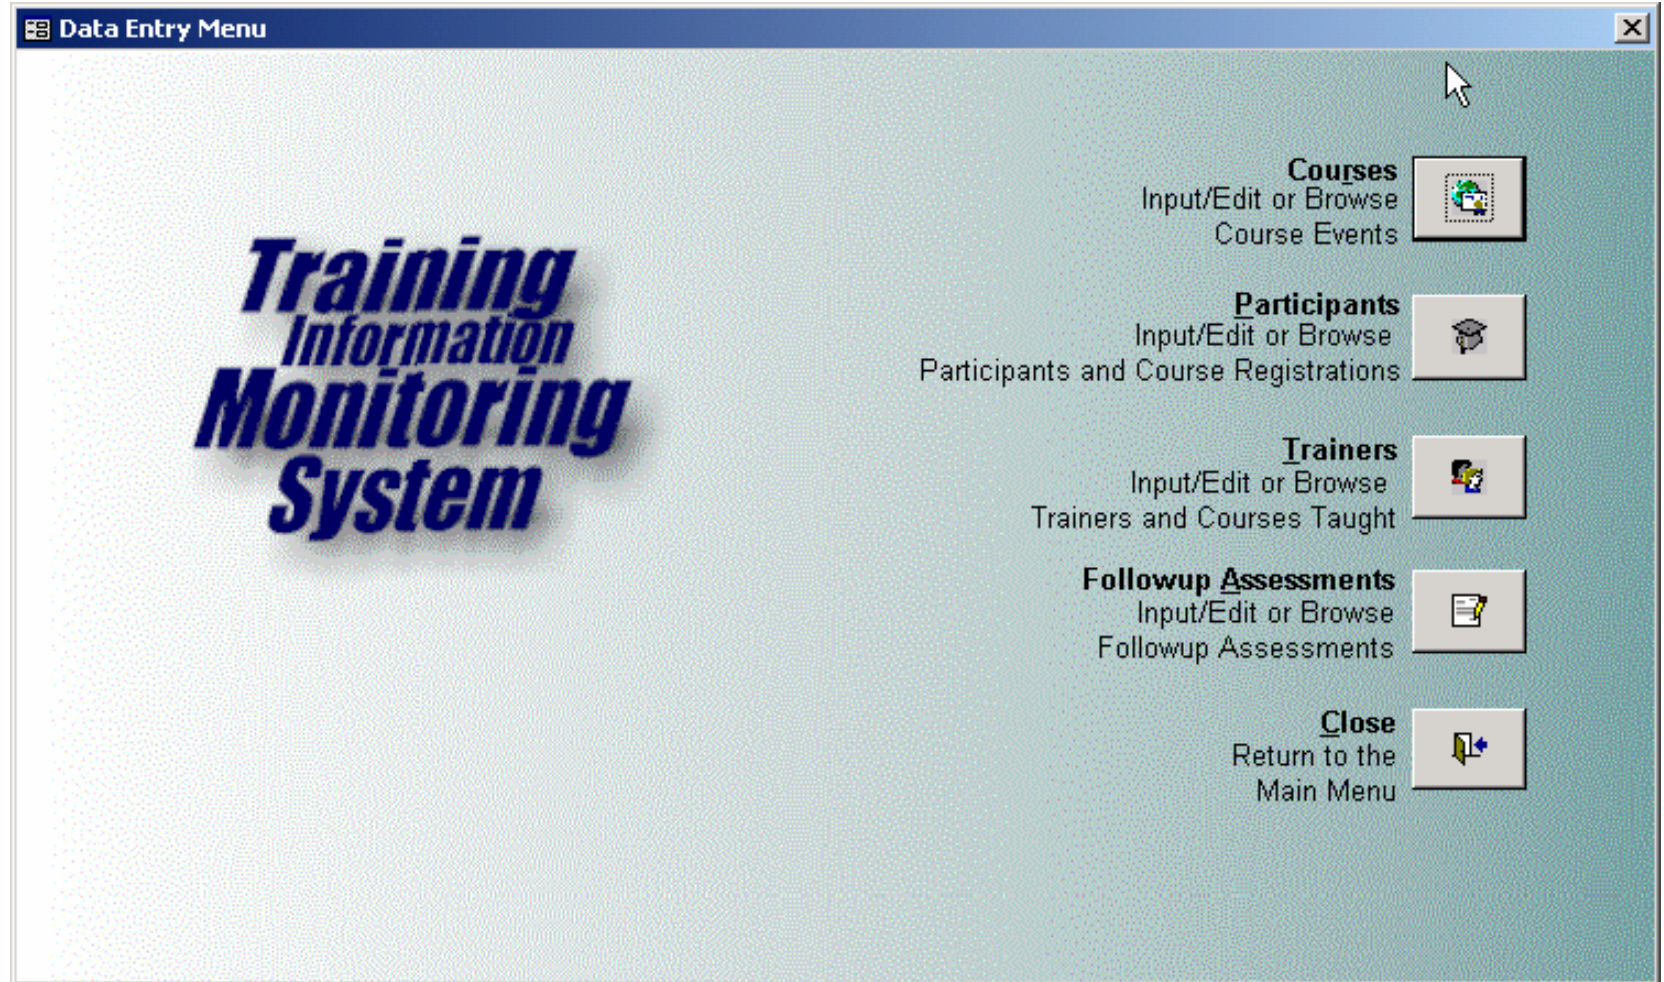 Data Entry Menu
Training
Information
Monitoring
System
Courses
Input/Edit or Browse
Course Events
Participants
Input/Edit or Browse
Participants and Course Registrations
Trainers
Input/Edit or Browse
Trainers and Courses Taught
Followup Assessments
Input/Edit or Browse
Followup Assessments
Close
Return to the
Main Menu